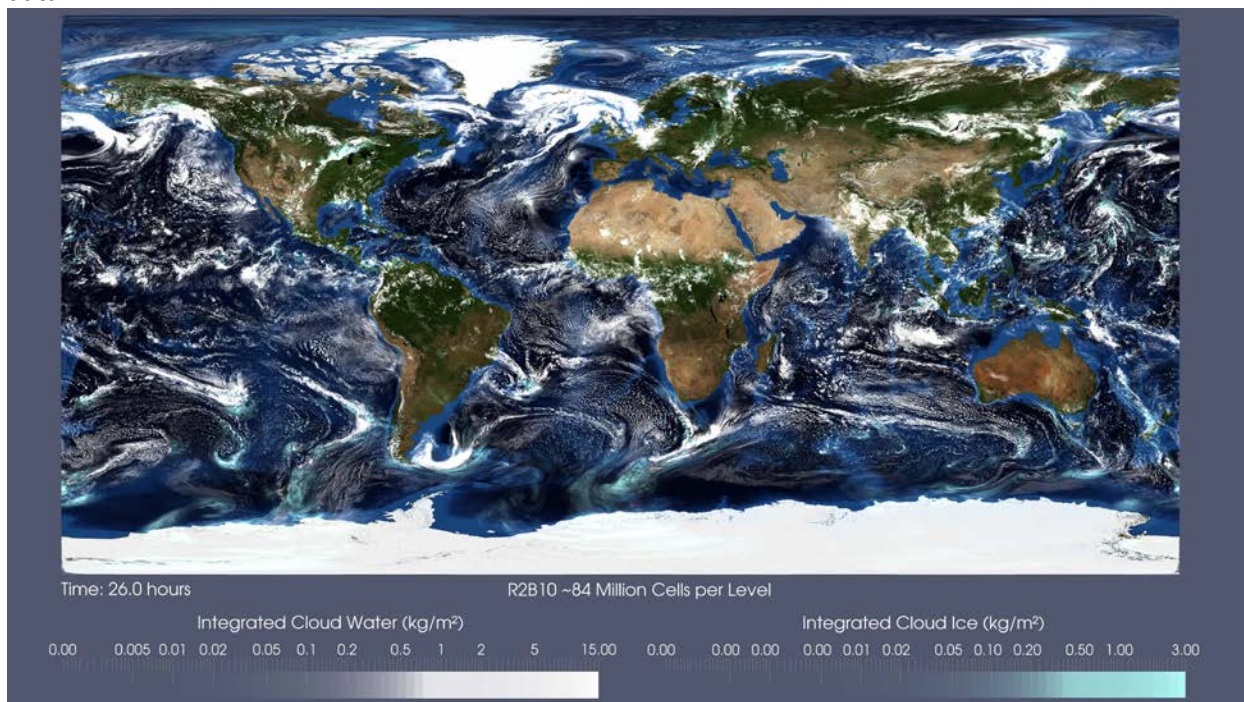 Time: 26.0 hours
R2B10 ~84 Million Cells per Level
Integrated Cloud Water (kg/m²)
0.00 0.005 0.01 0.02 0.05 0.1 0.2 0.5 1 2 5 15.00
Integrated Cloud Ice (kg/m²)
0.00 0.00 0.00 0.00 0.01 0.02 0.05 0.10 0.20 0.50 1.00 3.00